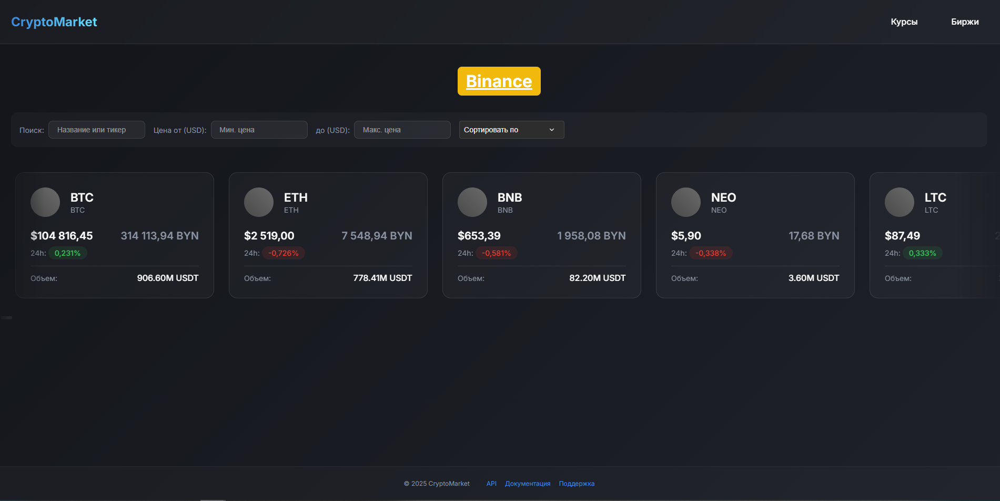 CryptoMarket
Курсы
Биржи
Binance
Поиск: Название или тикер Цена от (USD): Мин. цена до (USD): Макс. цена Сортировать по
BTC
BTC
$104 816,45 314 113,94 BYN
24h: 0,231%
Объем: 906.60M USDT
ETH
ETH
$2 519,00 7 548,94 BYN
24h: -0,726%
Объем: 778.41M USDT
BNB
BNB
$653,39 1 958,08 BYN
24h: -0,581%
Объем: 82.20M USDT
NEO
NEO
$5,90 17,68 BYN
24h: -0,338%
Объем: 3.60M USDT
LTC
LTC
$87,49
24h: 0,333%
Объем:
© 2025 CryptoMarket API Документация Поддержка